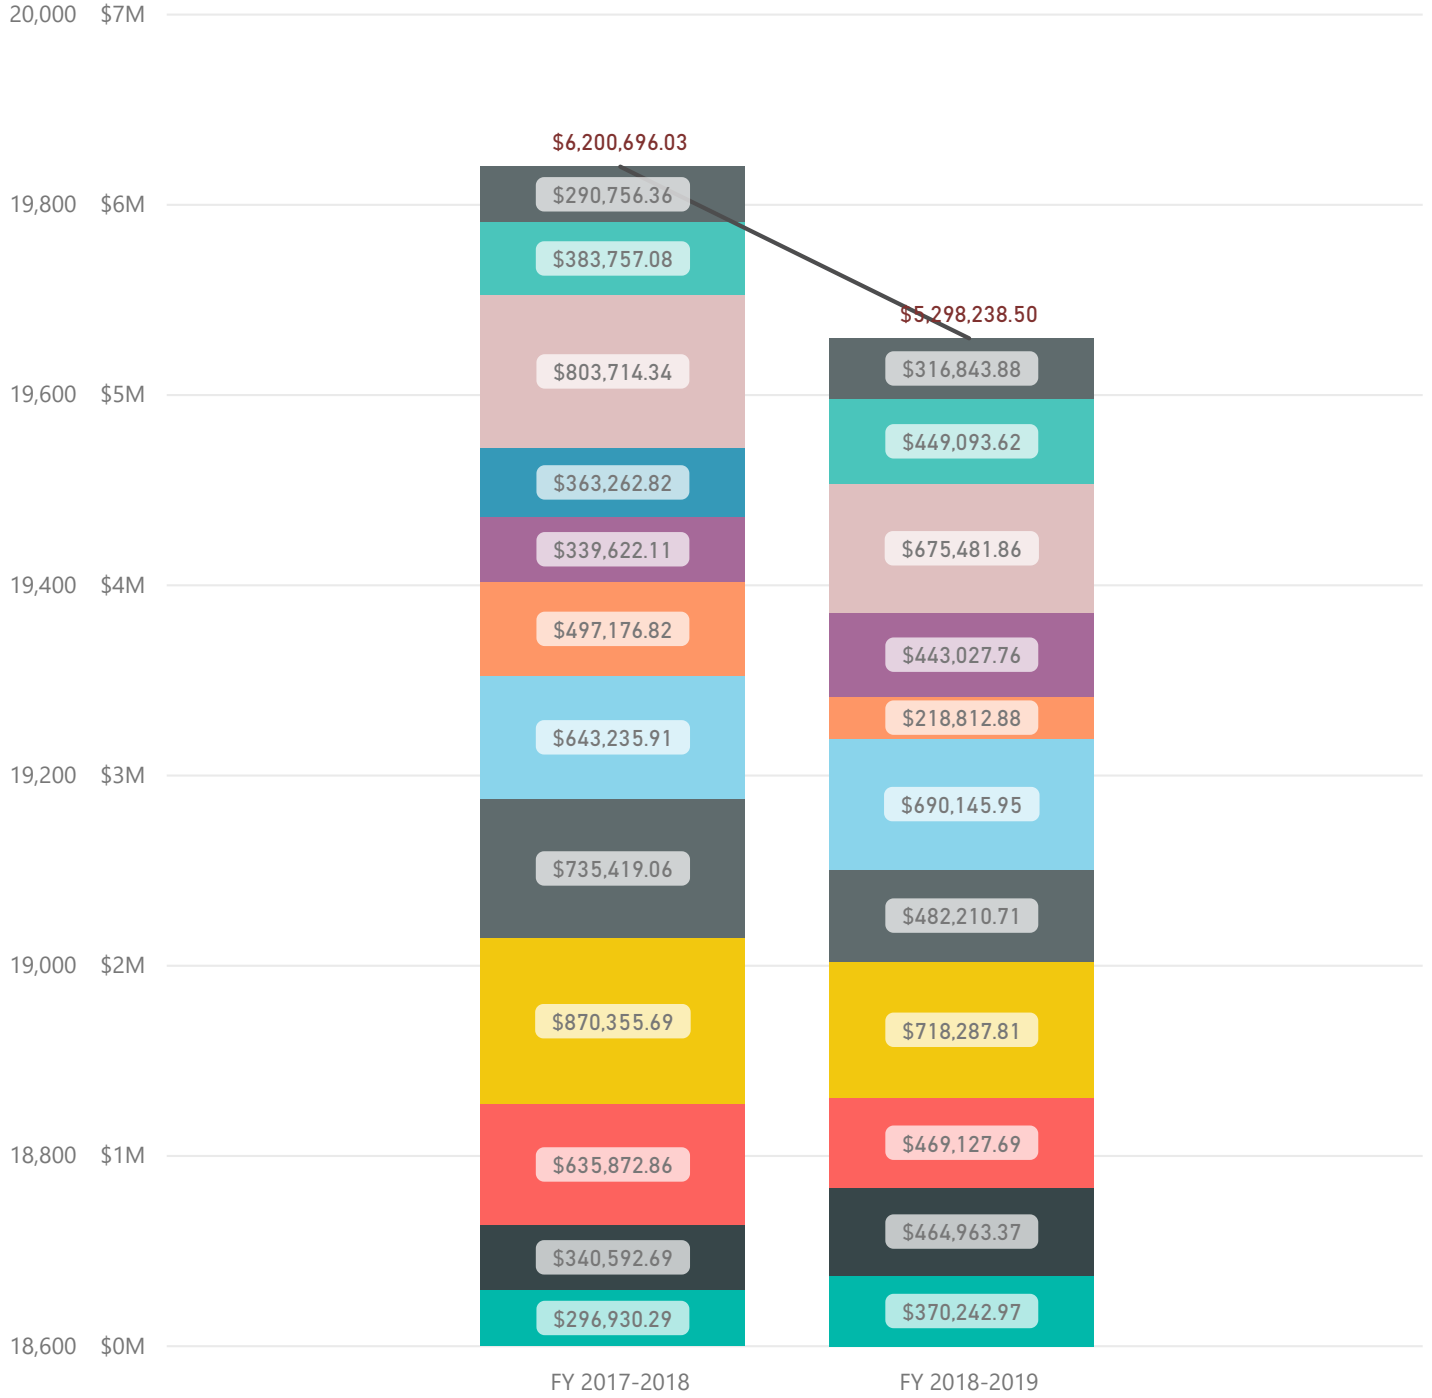 20,000 $7M
$6,200,696.03
$290,756.36
19,800 $6M
$383,757.08
$5,298,238.50
$803,714.34
$316,843.88
19,600 $5M
$449,093.62
$363,262.82
$339,622.11
$675,481.86
19,400 $4M
$497,176.82
$443,027.76
$218,812.88
$643,235.91
19,200 $3M
$690,145.95
$735,419.06
$482,210.71
19,000 $2M
$870,355.69
$718,287.81
$469,127.69
18,800 $1M
$635,872.86
$464,963.37
$340,592.69
$370,242.97
$296,930.29
18,600 $0M
FY 2017-2018 FY 2018-2019